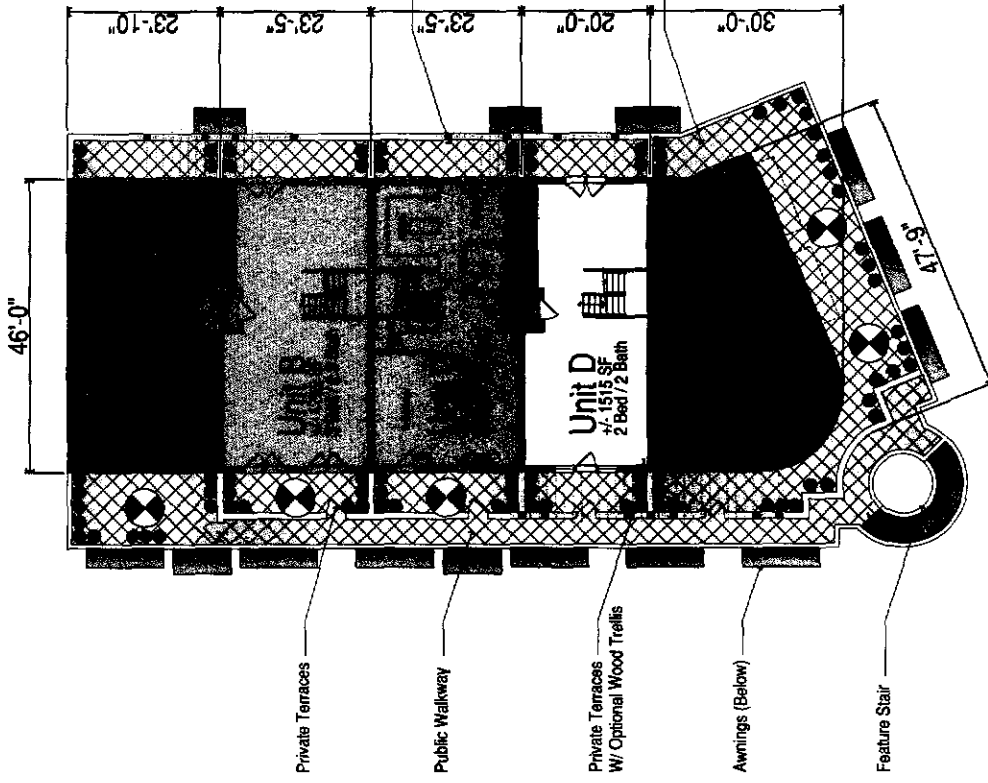 23'-10"
23'-5"
23'-5"
20'-0"
30'-0"
46'-0"
47'-9"
Unit B
Unit D
+/- 1515 SF
2 Bed / 2 Bath
Private Terraces
Public Walkway
Private Terraces
W/ Optional Wood Trellis
Awnings (Below)
Feature Stair